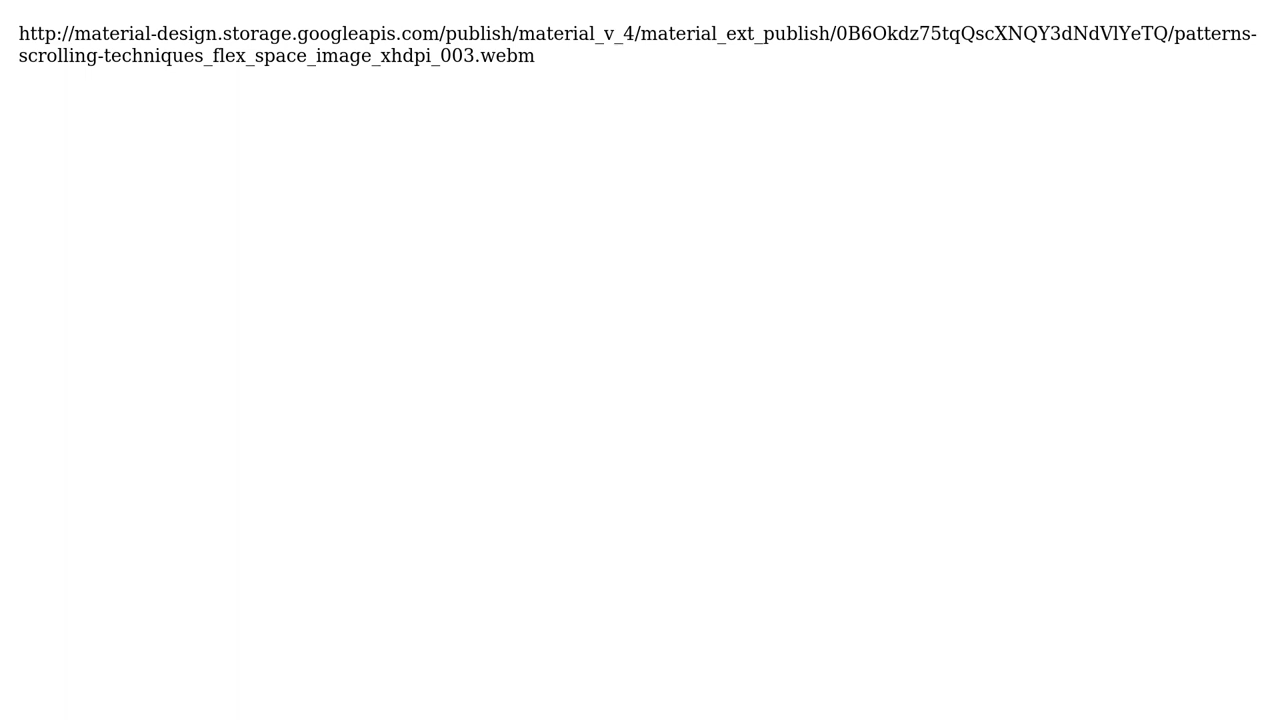 http://material-design.storage.googleapis.com/publish/material_v_4/material_ext_publish/0B6Okdz75tqQscXNQY3dNdVlYeTQ/patterns-
scrolling-techniques_flex_space_image_xhdpi_003.webm